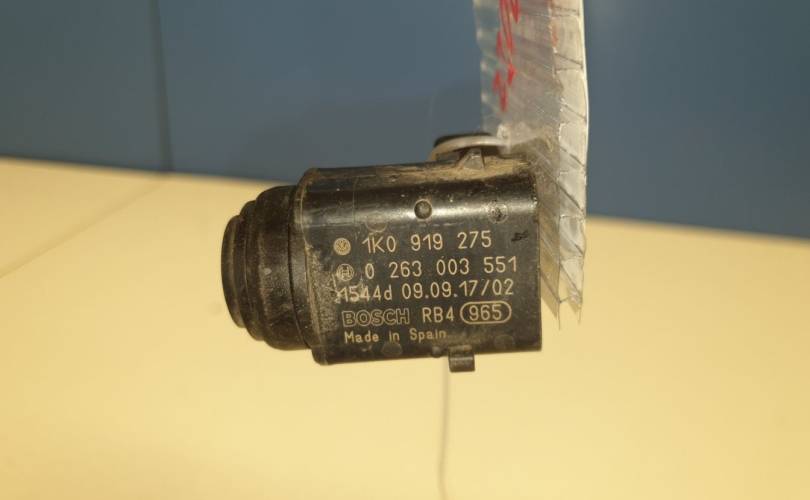 1K0 919 275
0 263 003 551
1544d 09.09.17/02
BOSCH RB4 965
Made in Spain